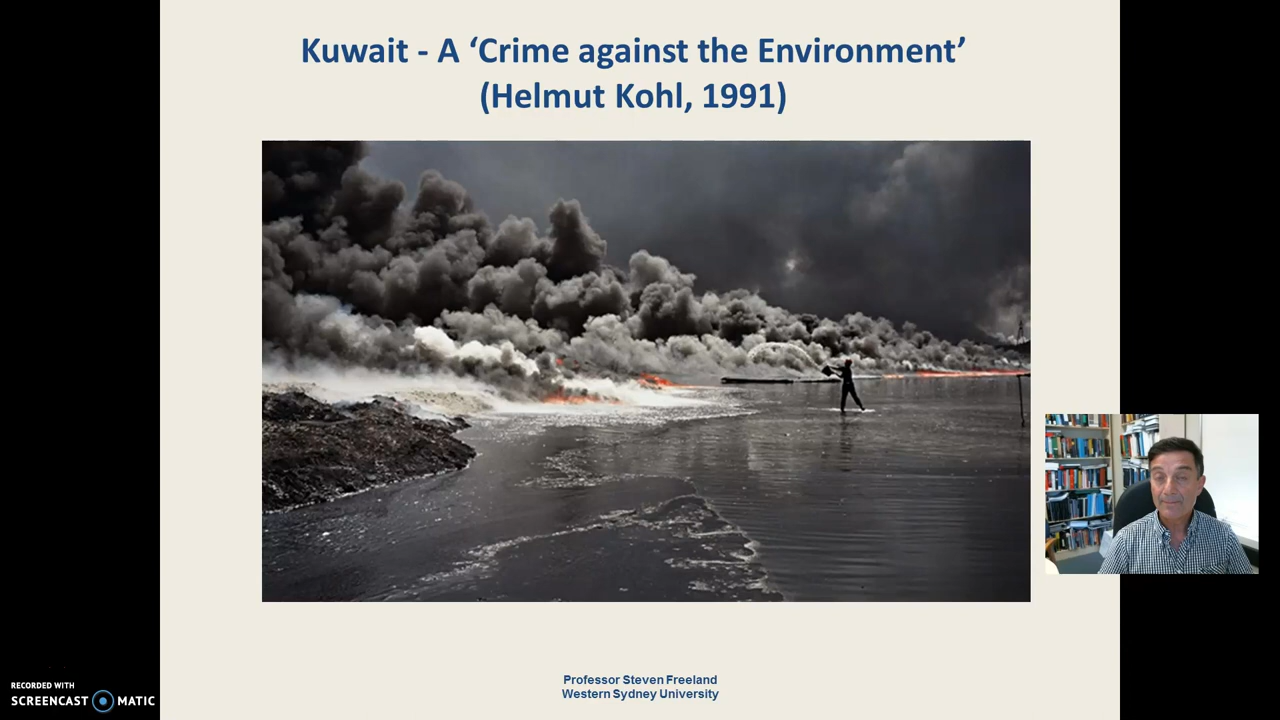 Kuwait - A ‘Crime against the Environment’
(Helmut Kohl, 1991)
Professor Steven Freeland
Western Sydney University
RECORDED WITH
SCREENCAST MATIC